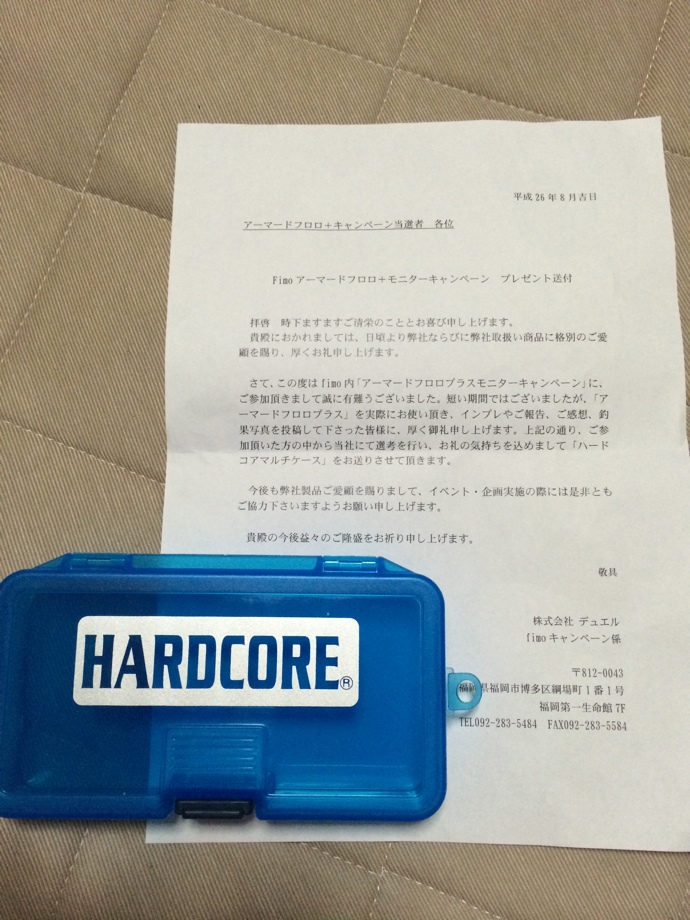 平成26年8月吉日
アーマードフロロ+キャンペーン当選者 各位
Fimoアーマードフロロ+モニターキャンペーン プレゼント送付
拝啓 時下ますますご清栄のこととお喜び申し上げます。
貴殿におかれましては、日頃より弊社ならびに弊社取扱い商品に格別のご愛
顧を賜り、厚くお礼申し上げます。
さて、この度はfimo内「アーマードフロロプラスモニターキャンペーン」に、
ご参加頂きまして誠に有難うございました。短い期間ではございましたが、「ア
ーマードフロロプラス」を実際にお使い頂き、インプレやご報告、ご感想、釣
果写真を投稿して下さった皆様に、厚く御礼申し上げます。上記の通り、ご参
加頂いた方の中から当社にて選考を行い、お礼の気持ちを込めまして「ハード
コアマルチケース」をお送りさせて頂きます。
今後も弊社製品ご愛顧を賜りまして、イベント・企画実施の際には是非とも
ご協力下さいますようお願い申し上げます。
貴殿の今後益々のご隆盛をお祈り申し上げます。
敬具
株式会社 デュエル
fimoキャンペーン係
〒812-0043
福岡県福岡市博多区綱場町1番1号
福岡第一生命館7F
TEL092-283-5484 FAX092-283-5584
HARDCORE®